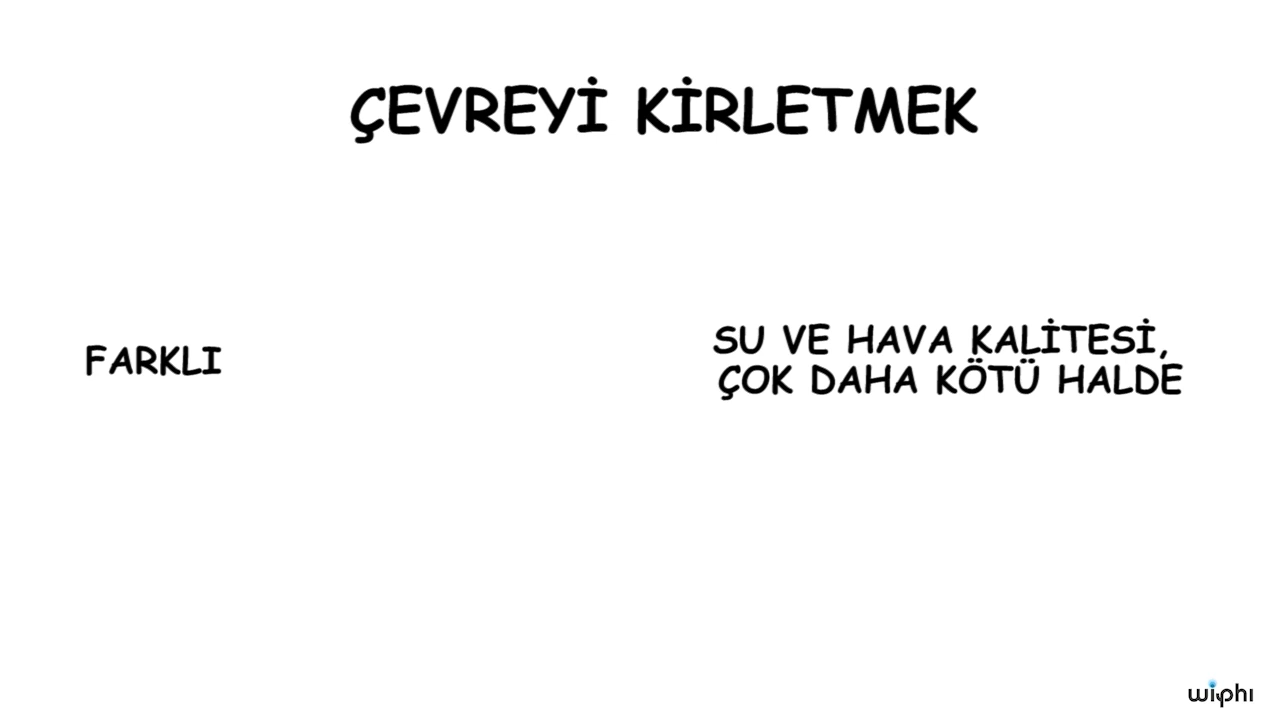 ÇEVREYİ KİRLETMEK
FARKLI
SU VE HAVA KALİTESİ,
ÇOK DAHA KÖTÜ HALDE
wiphi